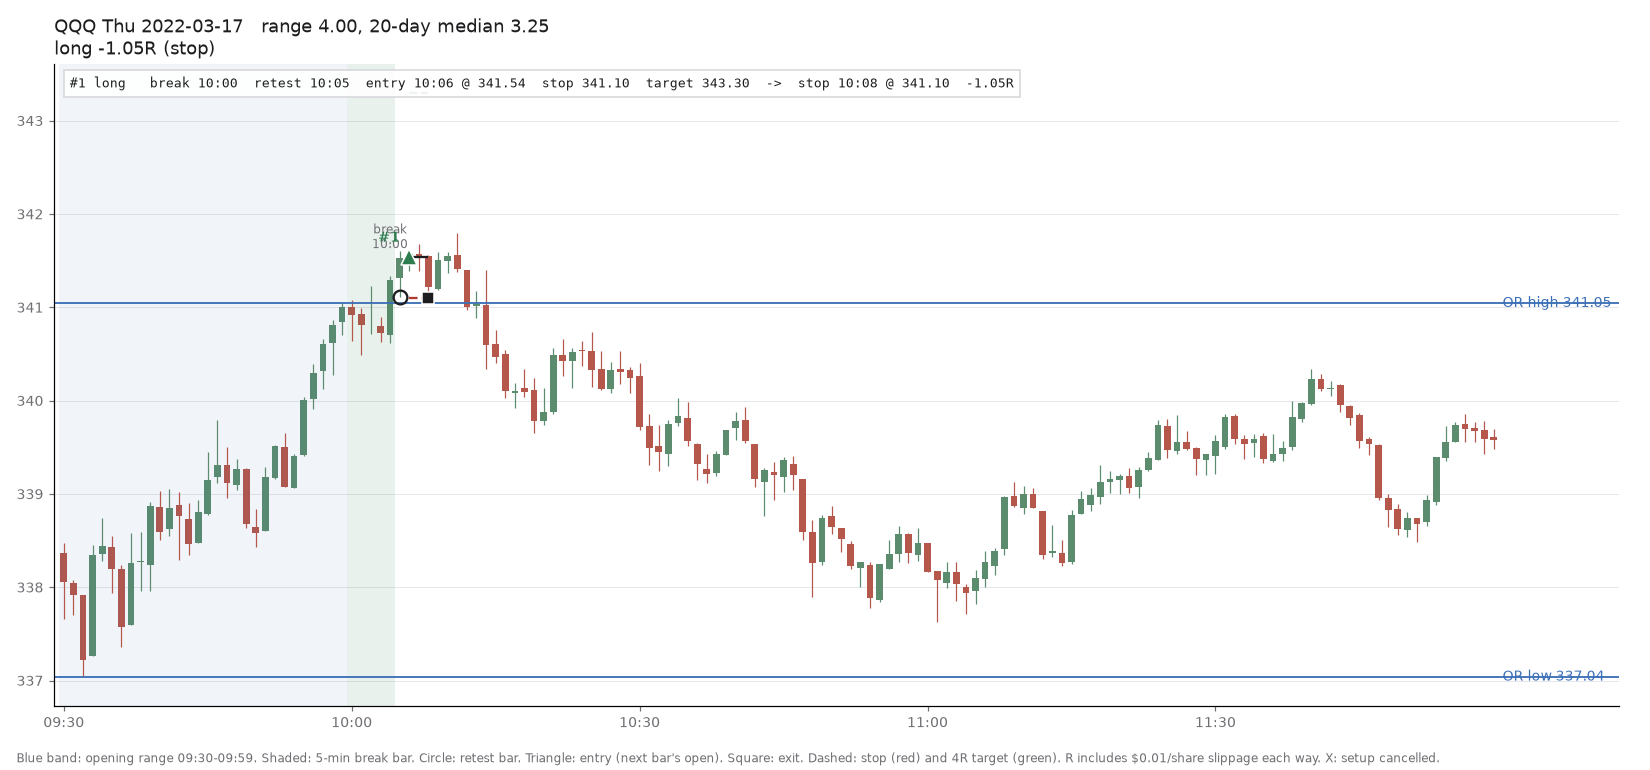 QQQ Thu 2022-03-17   range 4.00, 20-day median 3.25
long -1.05R (stop)
#1 long   break 10:00  retest 10:05  entry 10:06 @ 341.54  stop 341.10  target 343.30  ->  stop 10:08 @ 341.10  -1.05R
343
342
break
#1
10:00
341
OR high 341.05
340
339
338
337
OR low 337.04
09:30
10:00
10:30
11:00
11:30
Blue band: opening range 09:30-09:59. Shaded: 5-min break bar. Circle: retest bar. Triangle: entry (next bar's open). Square: exit. Dashed: stop (red) and 4R target (green). R includes $0.01/share slippage each way. X: setup cancelled.